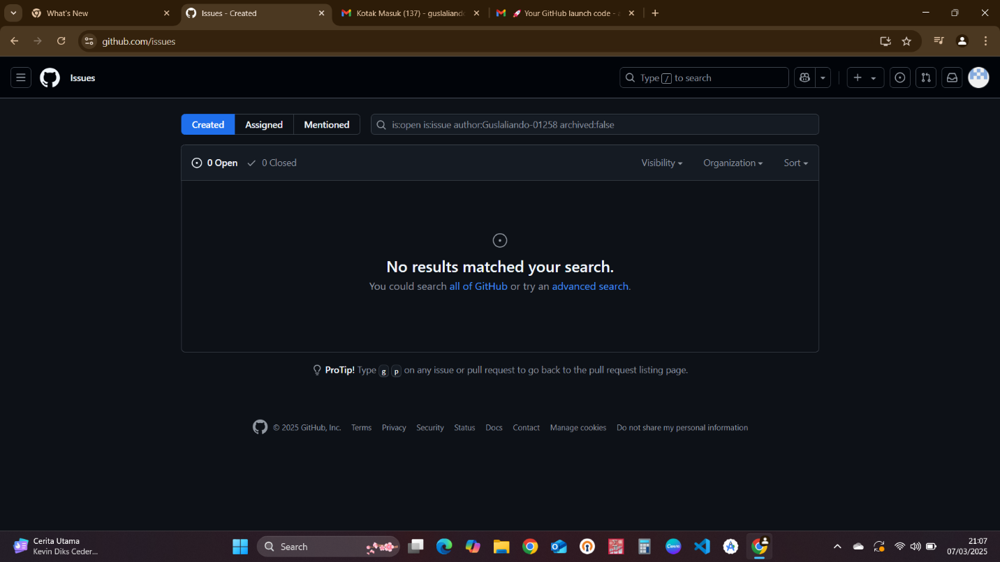 What's New
Issues - Created
Kotak Masuk (137) - guslaliando
🚀 Your GitHub launch code - a
github.com/issues
Issues
Type / to search
Created Assigned Mentioned
is:open is:issue author:Guslaliando-01258 archived:false
0 Open 0 Closed
Visibility Organization Sort
No results matched your search.
You could search all of GitHub or try an advanced search.
ProTip! Type g p on any issue or pull request to go back to the pull request listing page.
© 2025 GitHub, Inc. Terms Privacy Security Status Docs Contact Manage cookies Do not share my personal information
Cerita Utama
Kevin Diks Ceder...
Search
Canva
21:07
07/03/2025